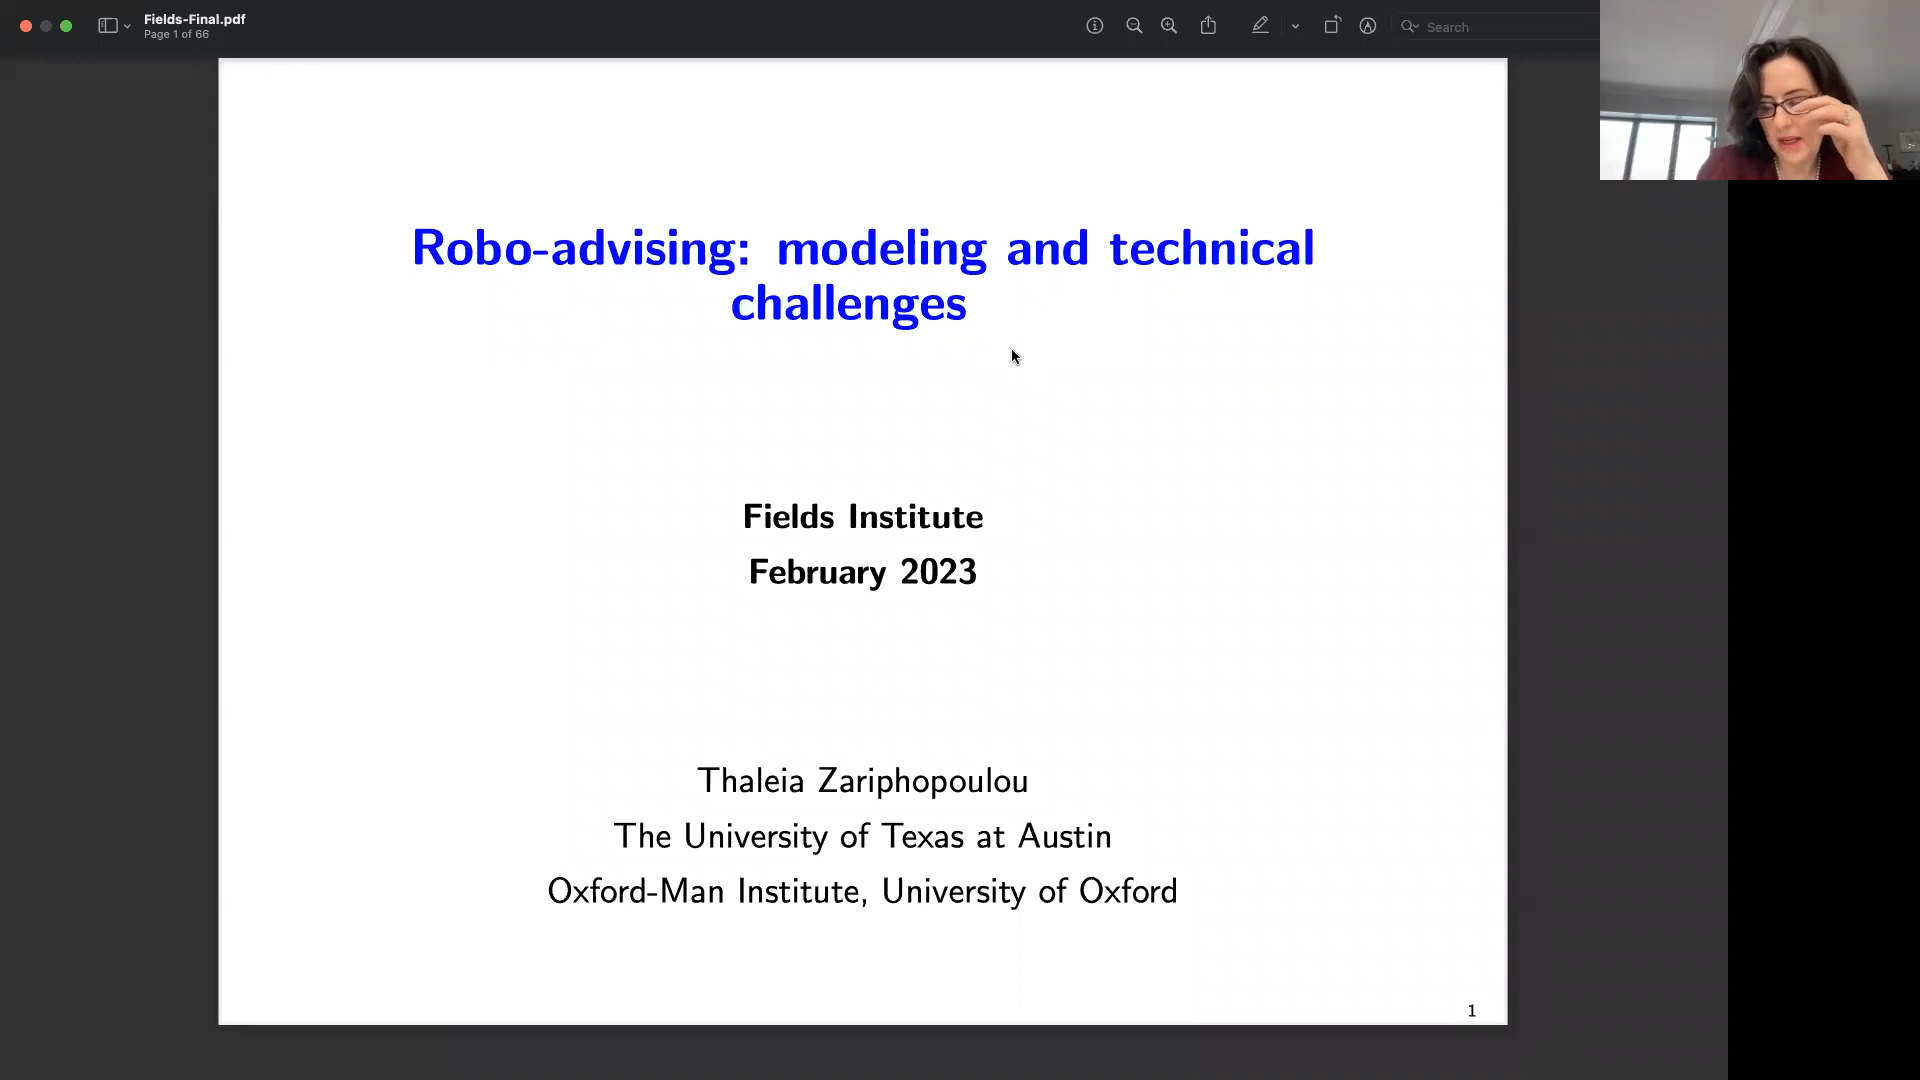 Fields-Final.pdf
Page 1 of 66
Search
Robo-advising: modeling and technical
challenges
Fields Institute
February 2023
Thaleia Zariphopoulou
The University of Texas at Austin
Oxford-Man Institute, University of Oxford
1